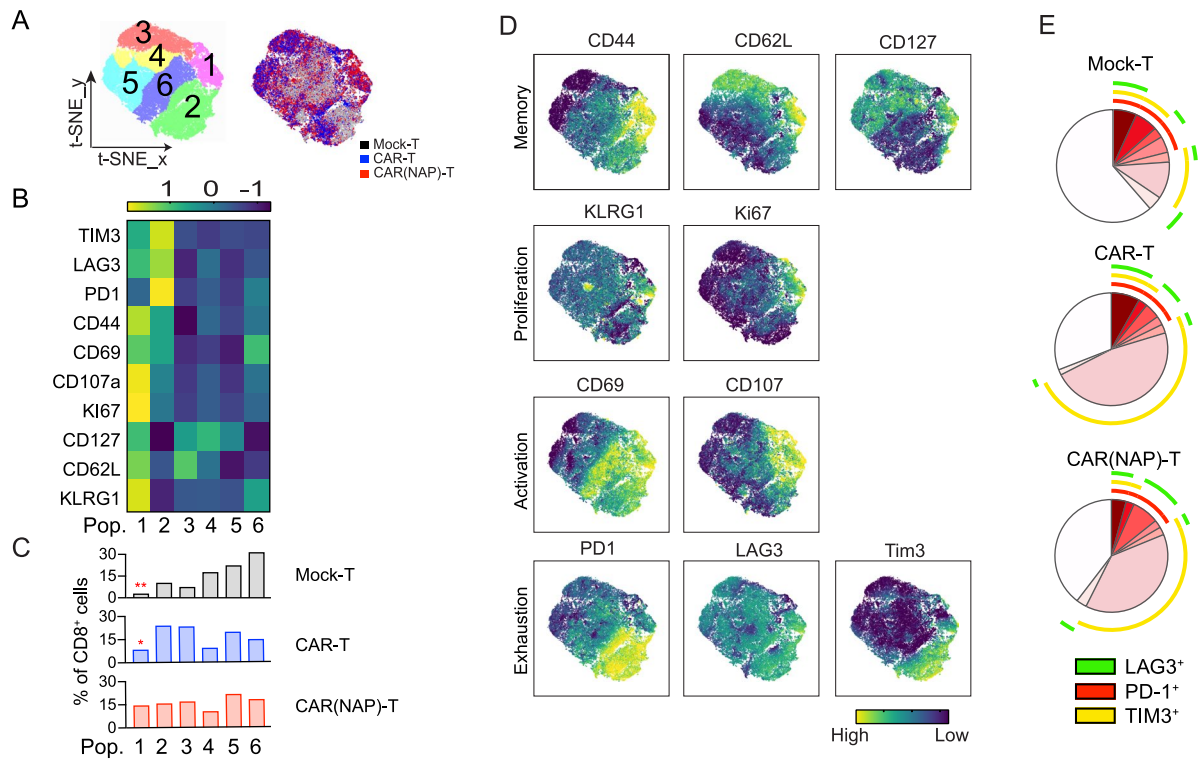 A
3
4
1
5
6
2
t-SNE_y
t-SNE_x
Mock-T
CAR-T
CAR(NAP)-T
B
1 0 -1
TIM3
LAG3
PD1
CD44
CD69
CD107a
KI67
CD127
CD62L
KLRG1
Pop. 1 2 3 4 5 6
C
% of CD8⁺ cells
30
15
0
**
Mock-T
30
15
0
*
CAR-T
30
15
0
CAR(NAP)-T
Pop. 1 2 3 4 5 6
D
Memory
CD44 CD62L CD127
Proliferation
KLRG1 Ki67
Activation
CD69 CD107
Exhaustion
PD1 LAG3 Tim3
High Low
E
Mock-T
CAR-T
CAR(NAP)-T
LAG3⁺
PD-1⁺
TIM3⁺